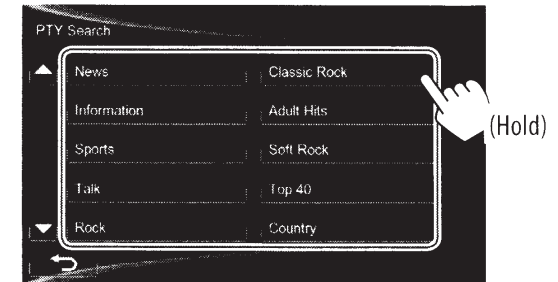 PTY Search
News
Classic Rock
Information
Adult Hits
Sports
Soft Rock
Talk
Top 40
Rock
Country
(Hold)